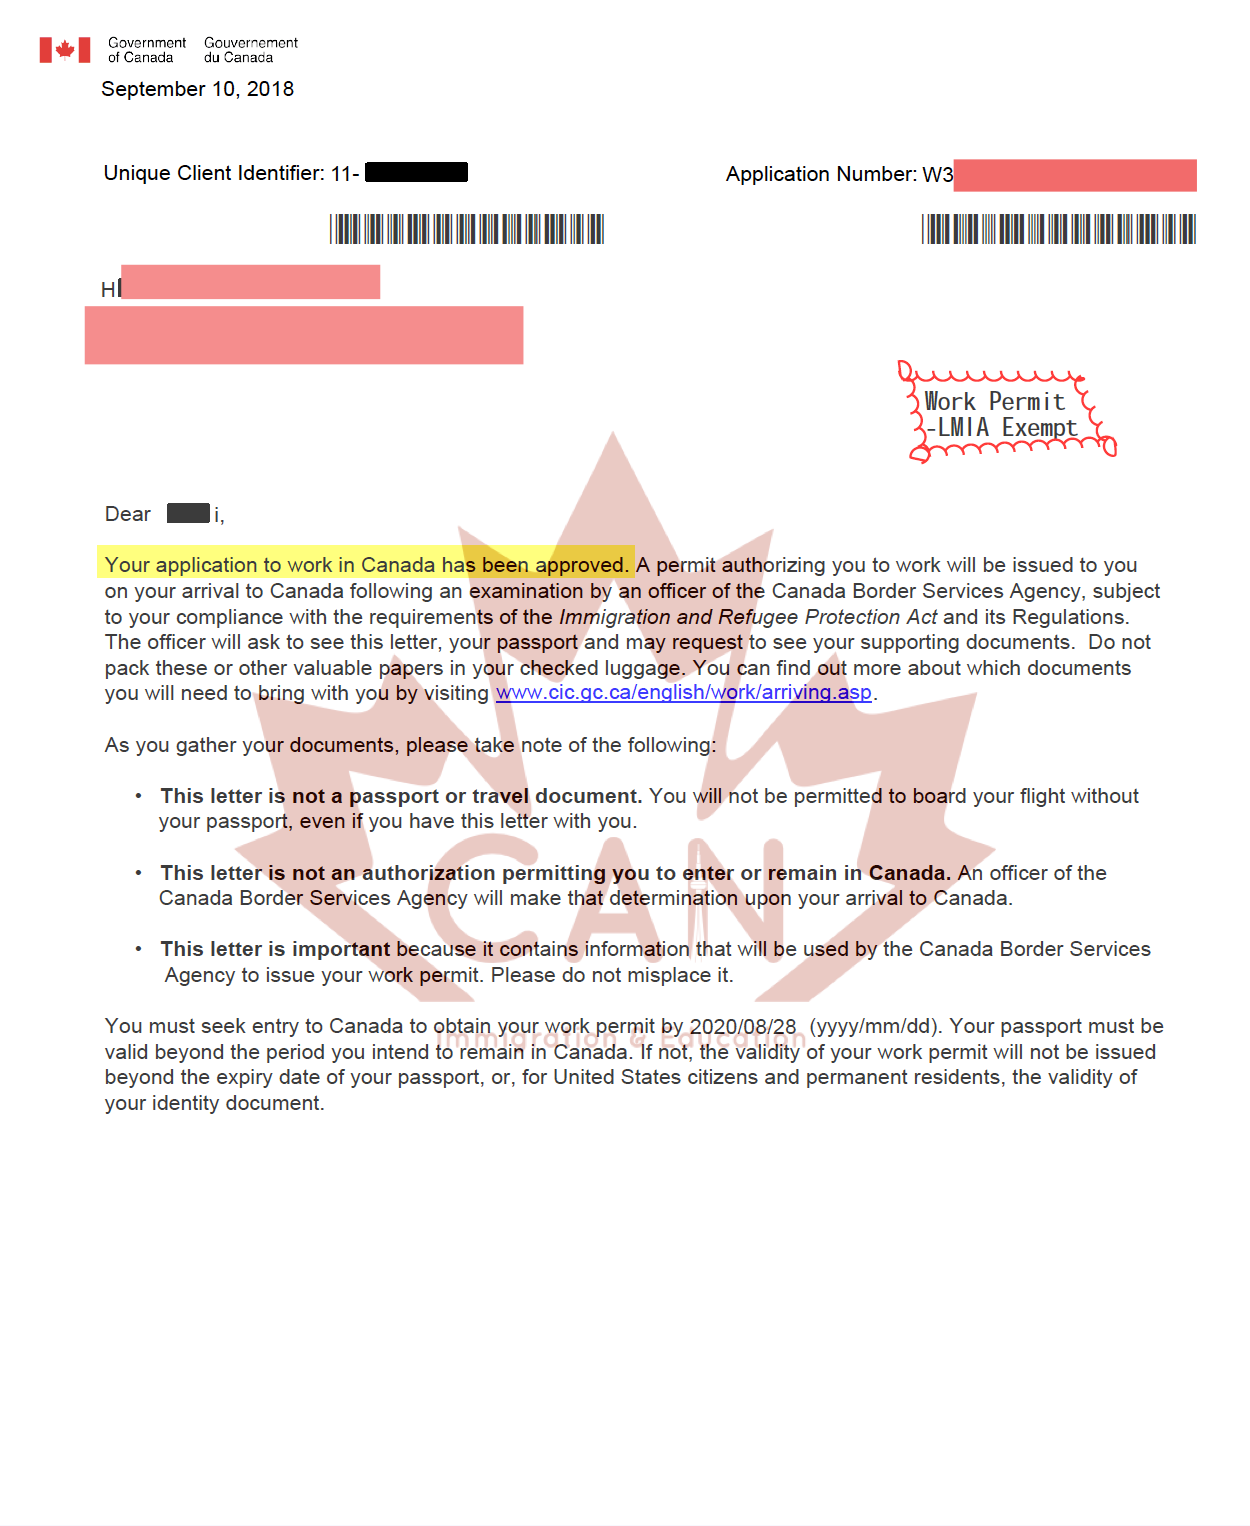 Government Gouvernement
of Canada du Canada
September 10, 2018
Unique Client Identifier: 11-
Application Number: W3
Work Permit
-LMIA Exempt
Dear i,
Your application to work in Canada has been approved. A permit authorizing you to work will be issued to you
on your arrival to Canada following an examination by an officer of the Canada Border Services Agency, subject
to your compliance with the requirements of the Immigration and Refugee Protection Act and its Regulations.
The officer will ask to see this letter, your passport and may request to see your supporting documents. Do not
pack these or other valuable papers in your checked luggage. You can find out more about which documents
you will need to bring with you by visiting www.cic.gc.ca/english/work/arriving.asp.
As you gather your documents, please take note of the following:
• This letter is not a passport or travel document. You will not be permitted to board your flight without
your passport, even if you have this letter with you.
• This letter is not an authorization permitting you to enter or remain in Canada. An officer of the
Canada Border Services Agency will make that determination upon your arrival to Canada.
• This letter is important because it contains information that will be used by the Canada Border Services
Agency to issue your work permit. Please do not misplace it.
You must seek entry to Canada to obtain your work permit by 2020/08/28 (yyyy/mm/dd). Your passport must be
valid beyond the period you intend to remain in Canada. If not, the validity of your work permit will not be issued
beyond the expiry date of your passport, or, for United States citizens and permanent residents, the validity of
your identity document.
CAN
Immigration & Education